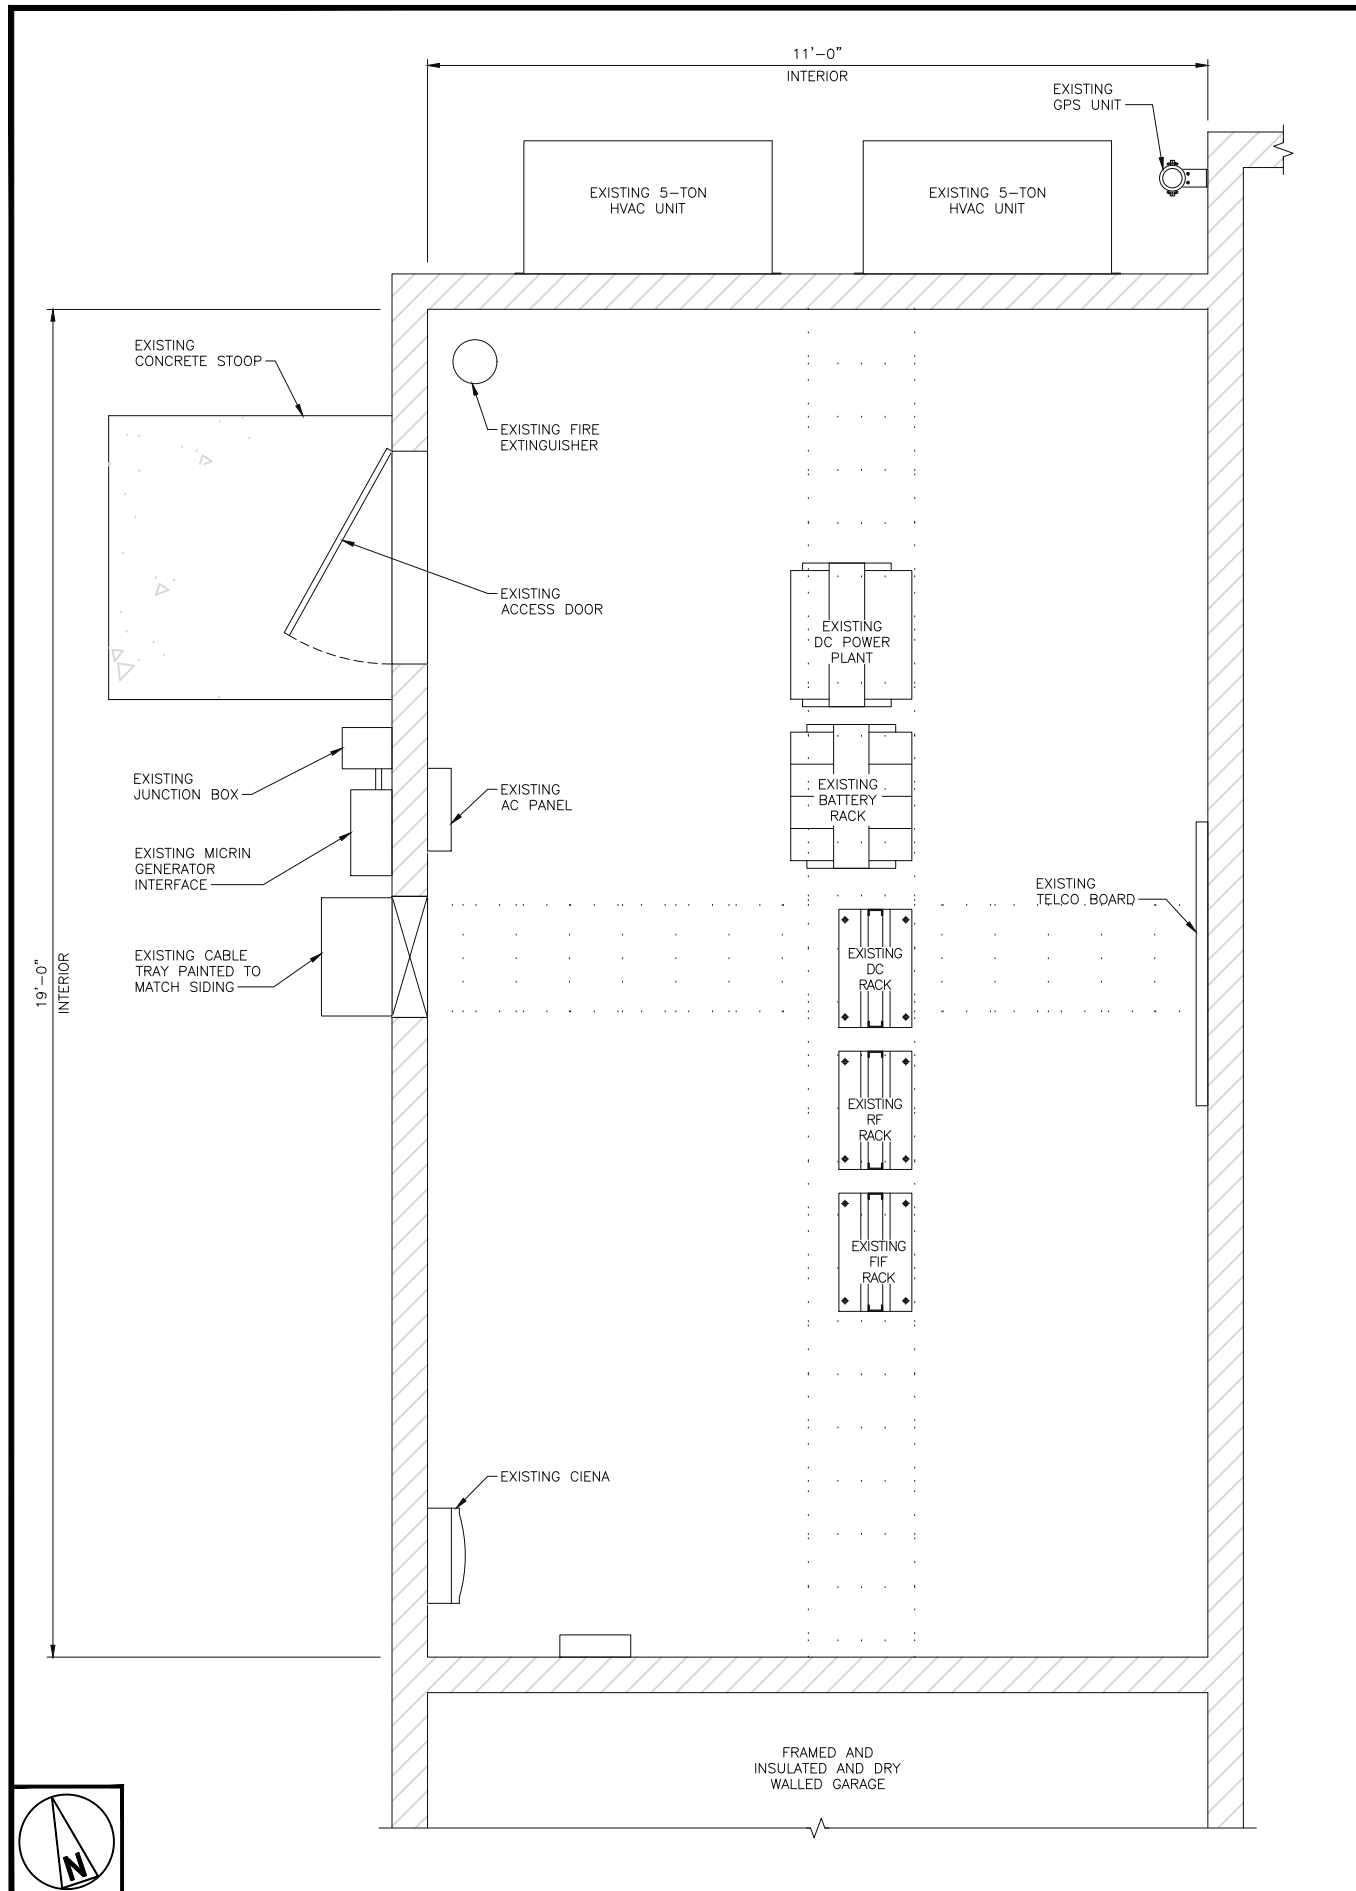 11'-0"
INTERIOR
EXISTING
GPS UNIT
EXISTING 5-TON
HVAC UNIT
EXISTING 5-TON
HVAC UNIT
EXISTING
CONCRETE STOOP
EXISTING FIRE
EXTINGUISHER
EXISTING
ACCESS DOOR
EXISTING
DC POWER
PLANT
EXISTING
JUNCTION BOX
EXISTING
AC PANEL
EXISTING
BATTERY
RACK
EXISTING MICRIN
GENERATOR
INTERFACE
EXISTING
TELCO BOARD
EXISTING CABLE
TRAY PAINTED TO
MATCH SIDING
EXISTING
DC
RACK
19'-0"
INTERIOR
EXISTING
RF
RACK
EXISTING
FIF
RACK
EXISTING CIENA
FRAMED AND
INSULATED AND DRY
WALLED GARAGE
N